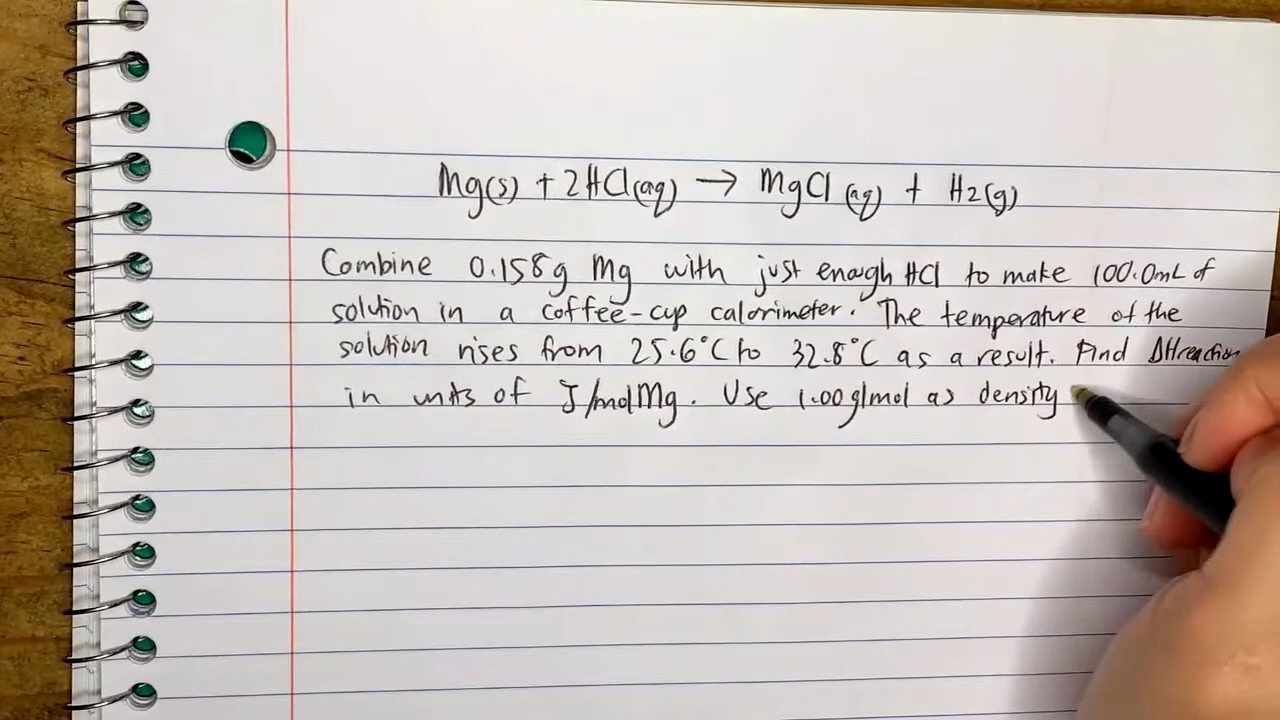 Mg(s) + 2HCl(aq) → MgCl (aq) + H2(g)
Combine 0.158g Mg with just enough HCl to make 100.0mL of
solution in a coffee-cup calorimeter. The temperature of the
solution rises from 25.6°C to 32.8°C as a result. Find ΔHreaction
in units of J/molMg. Use 1.00g/mol as density